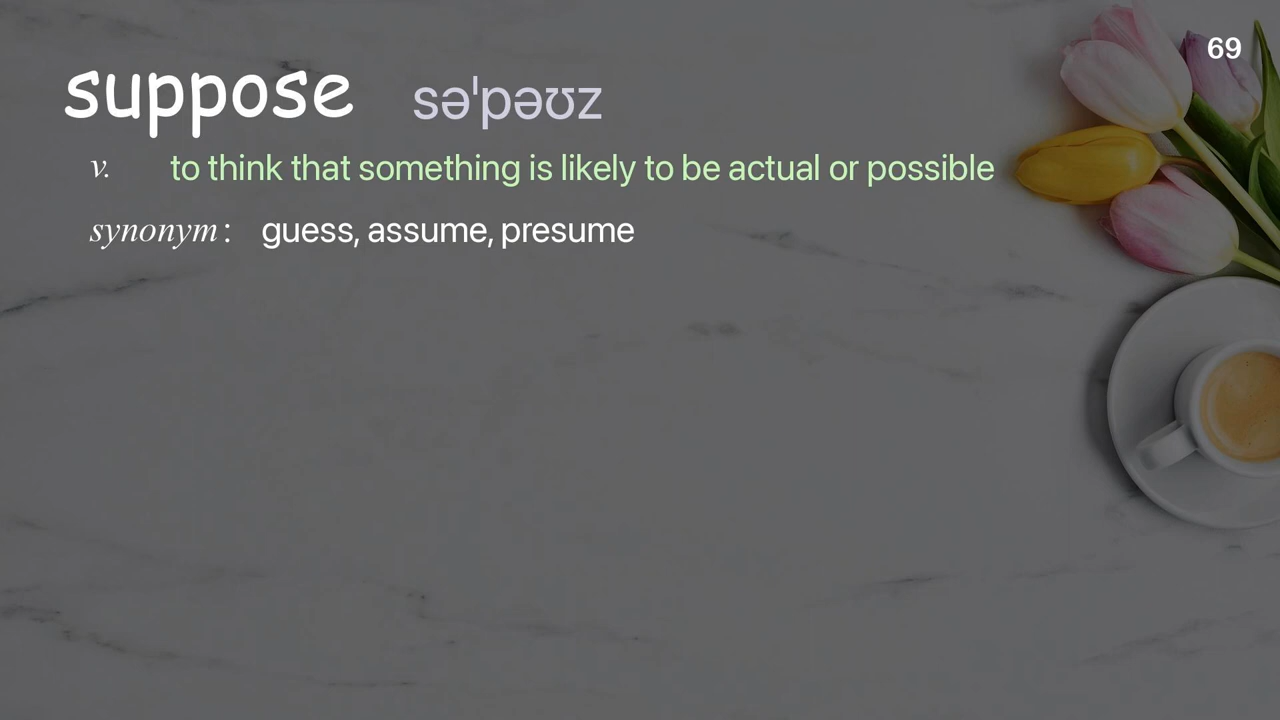 69
suppose səˈpəʊz
v. to think that something is likely to be actual or possible
synonym : guess, assume, presume